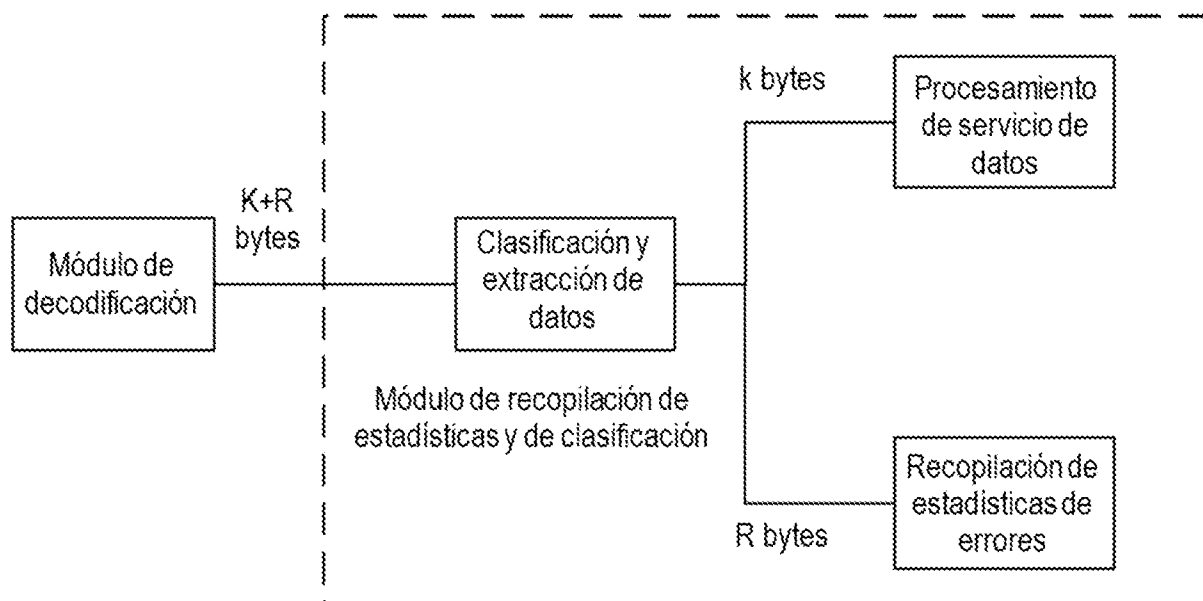 k bytes
Procesamiento
de servicio de
datos
K+R
bytes
Módulo de
decodificación
Clasificación y
extracción de
datos
Módulo de recopilación de
estadísticas y de clasificación
R bytes
Recopilación de
estadísticas de
errores